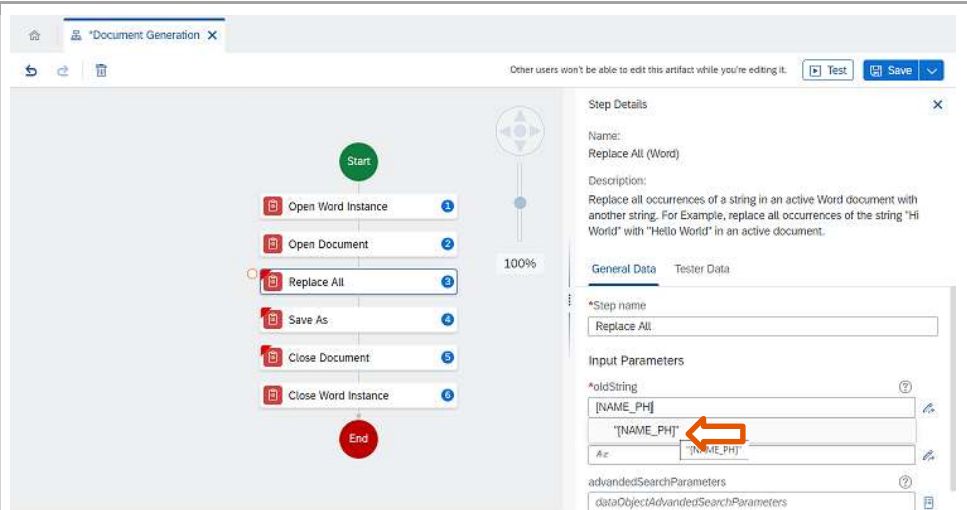 *Document Generation
Other users won't be able to edit this artifact while you're editing it.
Test
Save
Step Details
Name:
Replace All (Word)
Description:
Replace all occurrences of a string in an active Word document with
another string. For Example, replace all occurrences of the string "Hi
World" with "Hello World" in an active document.
General Data Tester Data
*Step name
Replace All
Input Parameters
*oldString
[NAME_PH]
"[NAME_PH]"
"[NAME_PH]"
Az
advandedSearchParameters
dataObjectAdvandedSearchParameters
Start
Open Word Instance 1
Open Document 2
Replace All 3
Save As 4
Close Document 5
Close Word Instance 6
End
100%